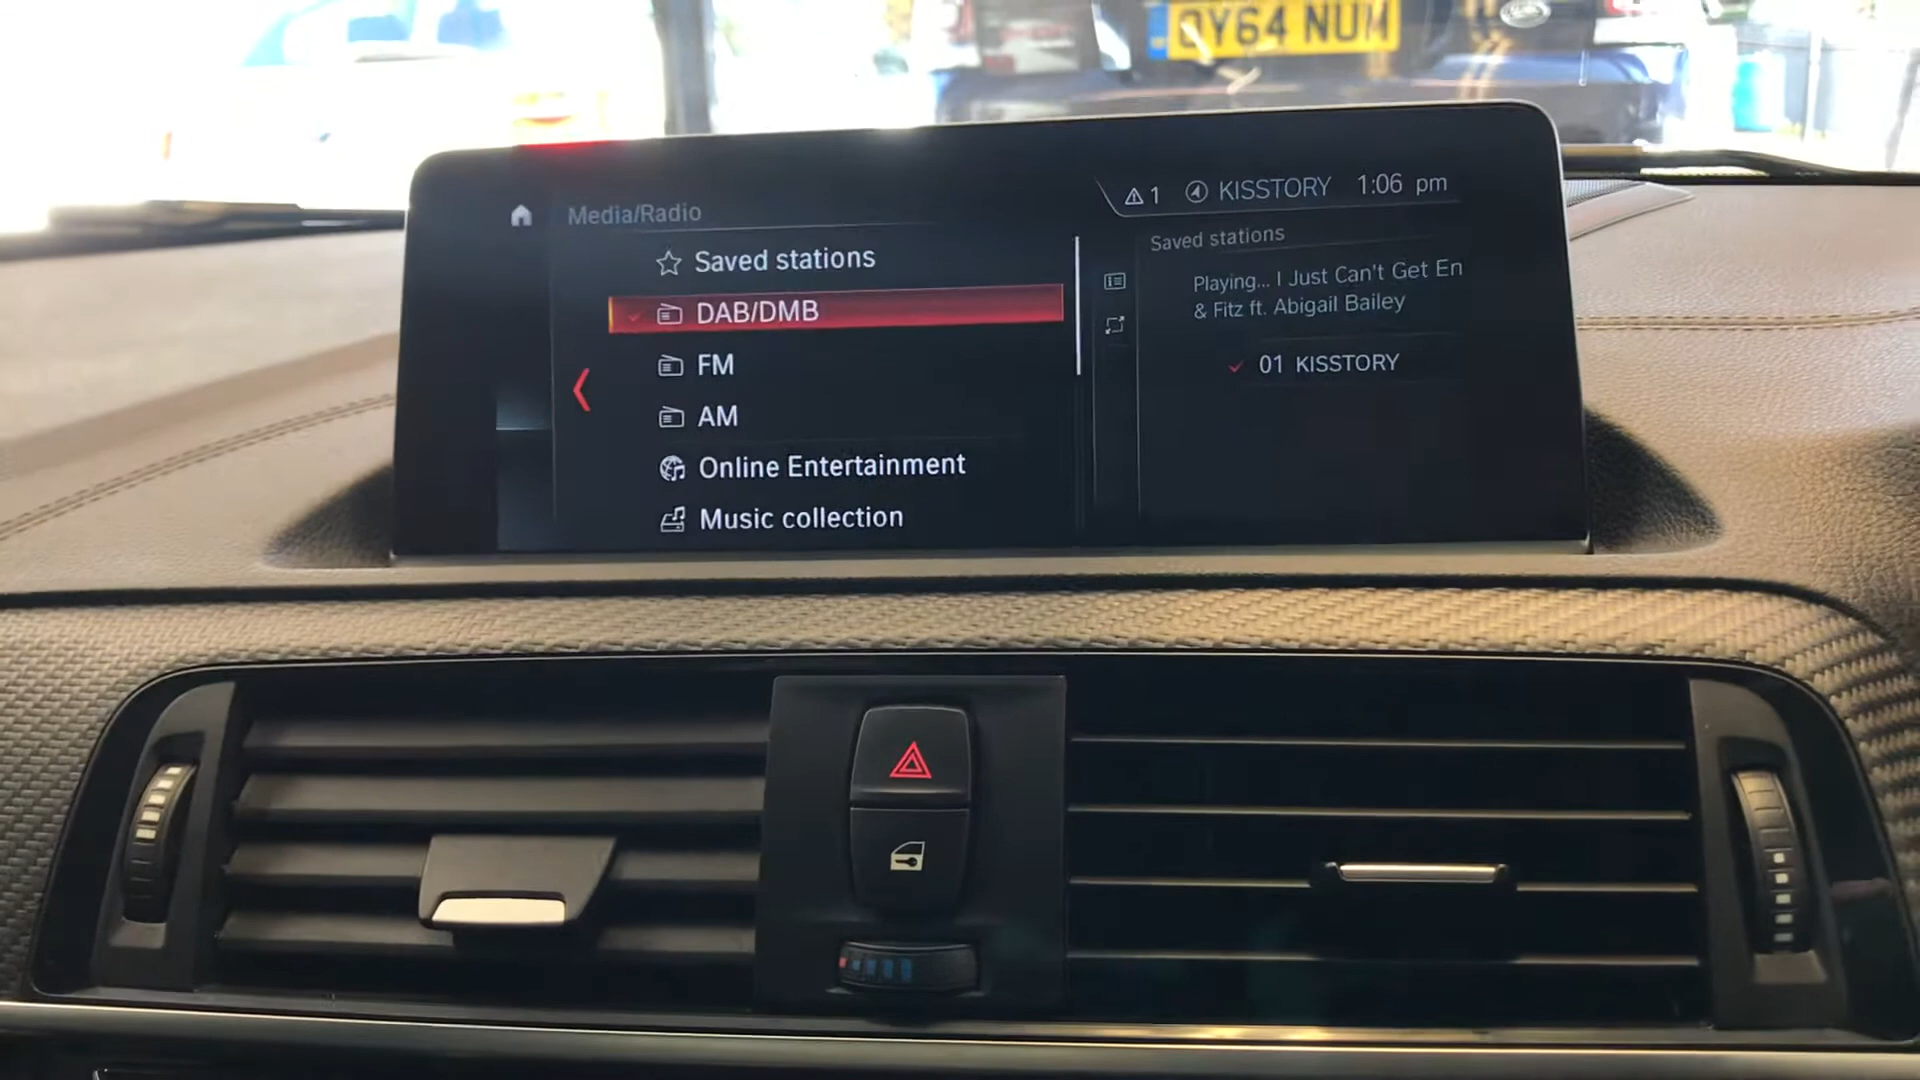 OY64 NUM
Media/Radio
1 KISSTORY 1:06 pm
Saved stations
DAB/DMB
FM
AM
Online Entertainment
Music collection
Saved stations
Playing... I Just Can't Get En
& Fitz ft. Abigail Bailey
01 KISSTORY